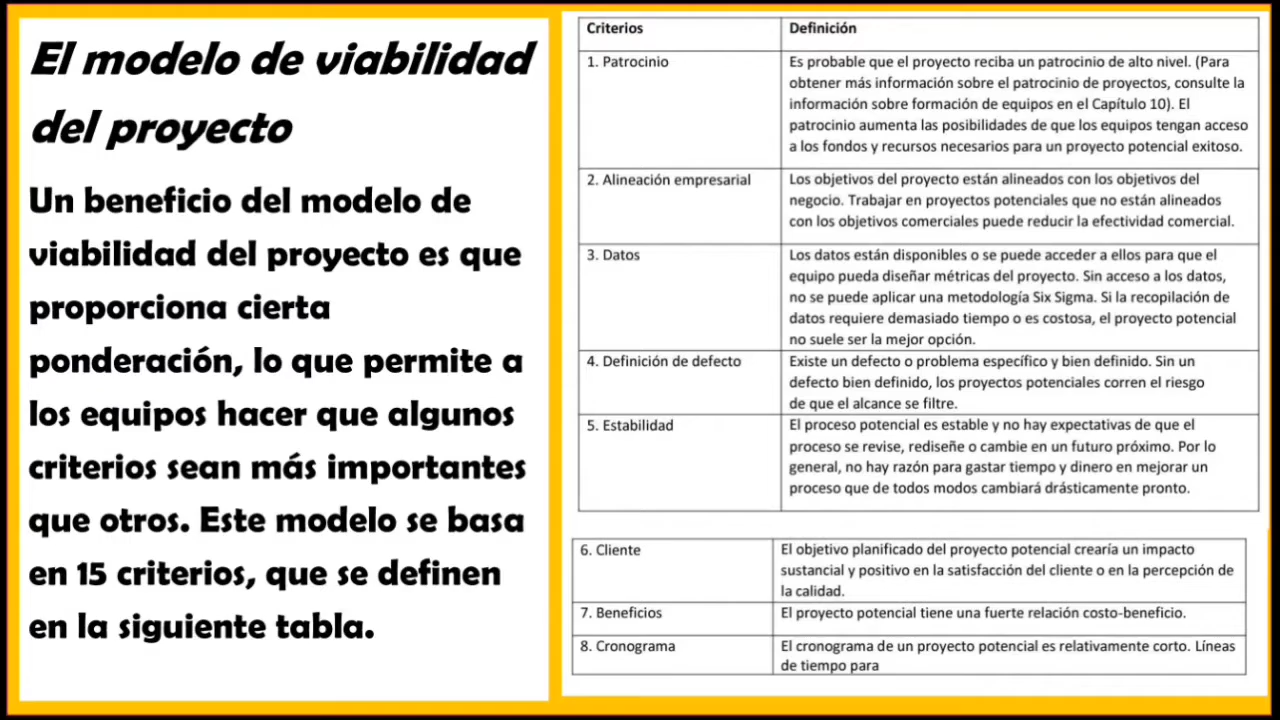 El modelo de viabilidad
del proyecto
Un beneficio del modelo de
viabilidad del proyecto es que
proporciona cierta
ponderación, lo que permite a
los equipos hacer que algunos
criterios sean más importantes
que otros. Este modelo se basa
en 15 criterios, que se definen
en la siguiente tabla.
Criterios
Definición
1. Patrocinio
Es probable que el proyecto reciba un patrocinio de alto nivel. (Para
obtener más información sobre el patrocinio de proyectos, consulte la
información sobre formación de equipos en el Capítulo 10). El
patrocinio aumenta las posibilidades de que los equipos tengan acceso
a los fondos y recursos necesarios para un proyecto potencial exitoso.
2. Alineación empresarial
Los objetivos del proyecto están alineados con los objetivos del
negocio. Trabajar en proyectos potenciales que no están alineados
con los objetivos comerciales puede reducir la efectividad comercial.
3. Datos
Los datos están disponibles o se puede acceder a ellos para que el
equipo pueda diseñar métricas del proyecto. Sin acceso a los datos,
no se puede aplicar una metodología Six Sigma. Si la recopilación de
datos requiere demasiado tiempo o es costosa, el proyecto potencial
no suele ser la mejor opción.
4. Definición de defecto
Existe un defecto o problema específico y bien definido. Sin un
defecto bien definido, los proyectos potenciales corren el riesgo
de que el alcance se filtre.
5. Estabilidad
El proceso potencial es estable y no hay expectativas de que el
proceso se revise, rediseñe o cambie en un futuro próximo. Por lo
general, no hay razón para gastar tiempo y dinero en mejorar un
proceso que de todos modos cambiará drásticamente pronto.
6. Cliente
El objetivo planificado del proyecto potencial crearía un impacto
sustancial y positivo en la satisfacción del cliente o en la percepción de
la calidad.
7. Beneficios
El proyecto potencial tiene una fuerte relación costo-beneficio.
8. Cronograma
El cronograma de un proyecto potencial es relativamente corto. Líneas
de tiempo para